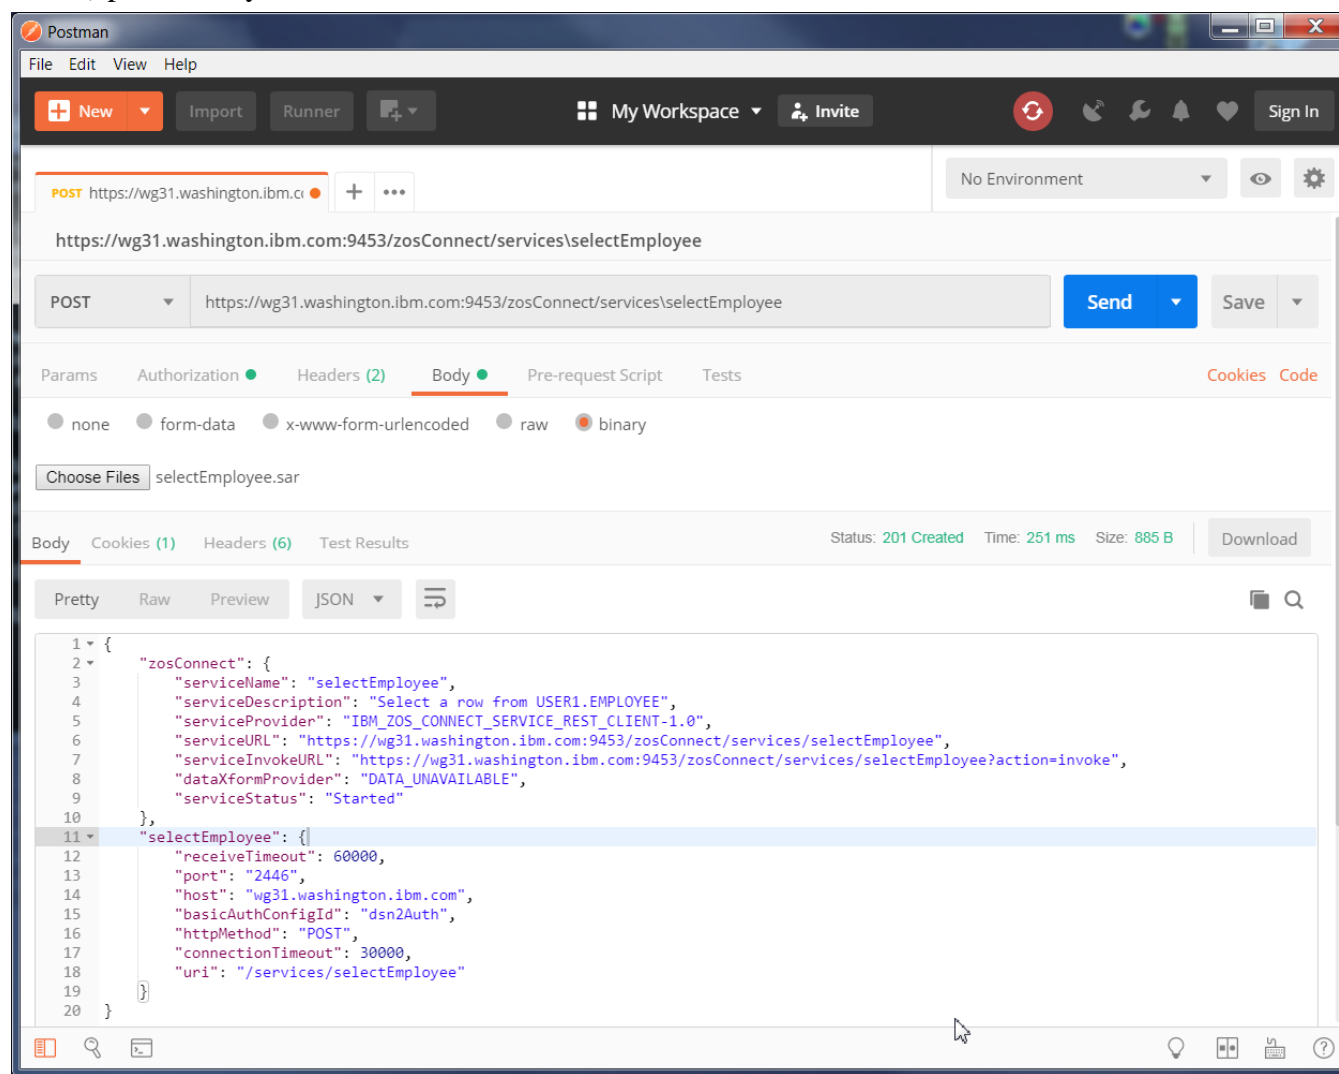 Postman
File Edit View Help
New Import Runner My Workspace Invite Sign In
POST https://wg31.washington.ibm.c No Environment
https://wg31.washington.ibm.com:9453/zosConnect/services\selectEmployee
POST https://wg31.washington.ibm.com:9453/zosConnect/services\selectEmployee Send Save
Params Authorization Headers (2) Body Pre-request Script Tests Cookies Code
none form-data x-www-form-urlencoded raw binary
Choose Files selectEmployee.sar
Body Cookies (1) Headers (6) Test Results Status: 201 Created Time: 251 ms Size: 885 B Download
Pretty Raw Preview JSON
1 {
2 "zosConnect": {
3 "serviceName": "selectEmployee",
4 "serviceDescription": "Select a row from USER1.EMPLOYEE",
5 "serviceProvider": "IBM_ZOS_CONNECT_SERVICE_REST_CLIENT-1.0",
6 "serviceURL": "https://wg31.washington.ibm.com:9453/zosConnect/services/selectEmployee",
7 "serviceInvokeURL": "https://wg31.washington.ibm.com:9453/zosConnect/services/selectEmployee?action=invoke",
8 "dataXformProvider": "DATA_UNAVAILABLE",
9 "serviceStatus": "Started"
10 },
11 "selectEmployee": {
12 "receiveTimeout": 60000,
13 "port": "2446",
14 "host": "wg31.washington.ibm.com",
15 "basicAuthConfigId": "dsn2Auth",
16 "httpMethod": "POST",
17 "connectionTimeout": 30000,
18 "uri": "/services/selectEmployee"
19 }
20 }